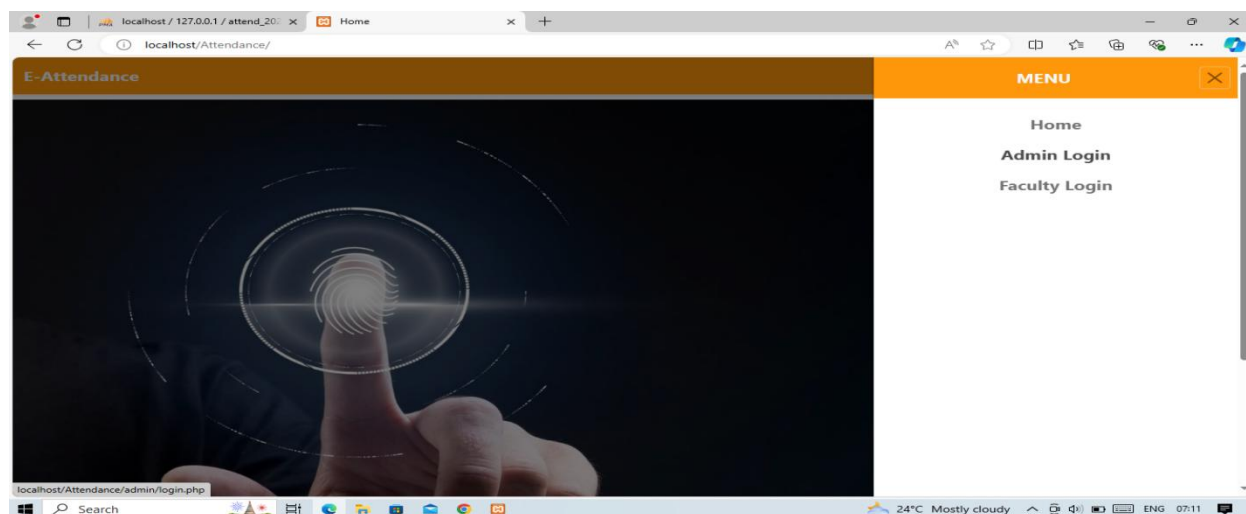 localhost / 127.0.0.1 / attend_202
Home
localhost/Attendance/
E-Attendance
MENU
Home
Admin Login
Faculty Login
localhost/Attendance/admin/login.php
Search
24°C Mostly cloudy
ENG
07:11